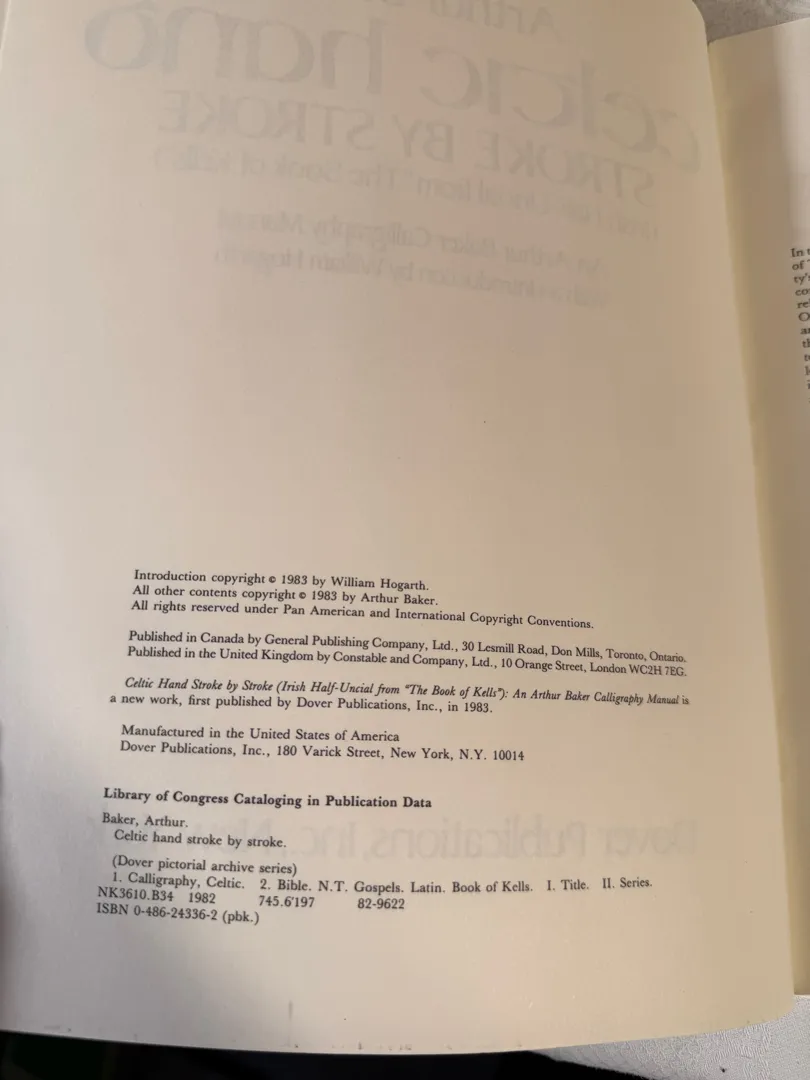 Introduction copyright © 1983 by William Hogarth.
All other contents copyright © 1983 by Arthur Baker.
All rights reserved under Pan American and International Copyright Conventions.
Published in Canada by General Publishing Company, Ltd., 30 Lesmill Road, Don Mills, Toronto, Ontario.
Published in the United Kingdom by Constable and Company, Ltd., 10 Orange Street, London WC2H 7EG.
Celtic Hand Stroke by Stroke (Irish Half-Uncial from "The Book of Kells"): An Arthur Baker Calligraphy Manual is
a new work, first published by Dover Publications, Inc., in 1983.
Manufactured in the United States of America
Dover Publications, Inc., 180 Varick Street, New York, N.Y. 10014
Library of Congress Cataloging in Publication Data
Baker, Arthur.
Celtic hand stroke by stroke.
(Dover pictorial archive series)
1. Calligraphy, Celtic. 2. Bible. N.T. Gospels. Latin. Book of Kells. I. Title. II. Series.
NK3610.B34 1982 745.6'197 82-9622
ISBN 0-486-24336-2 (pbk.)